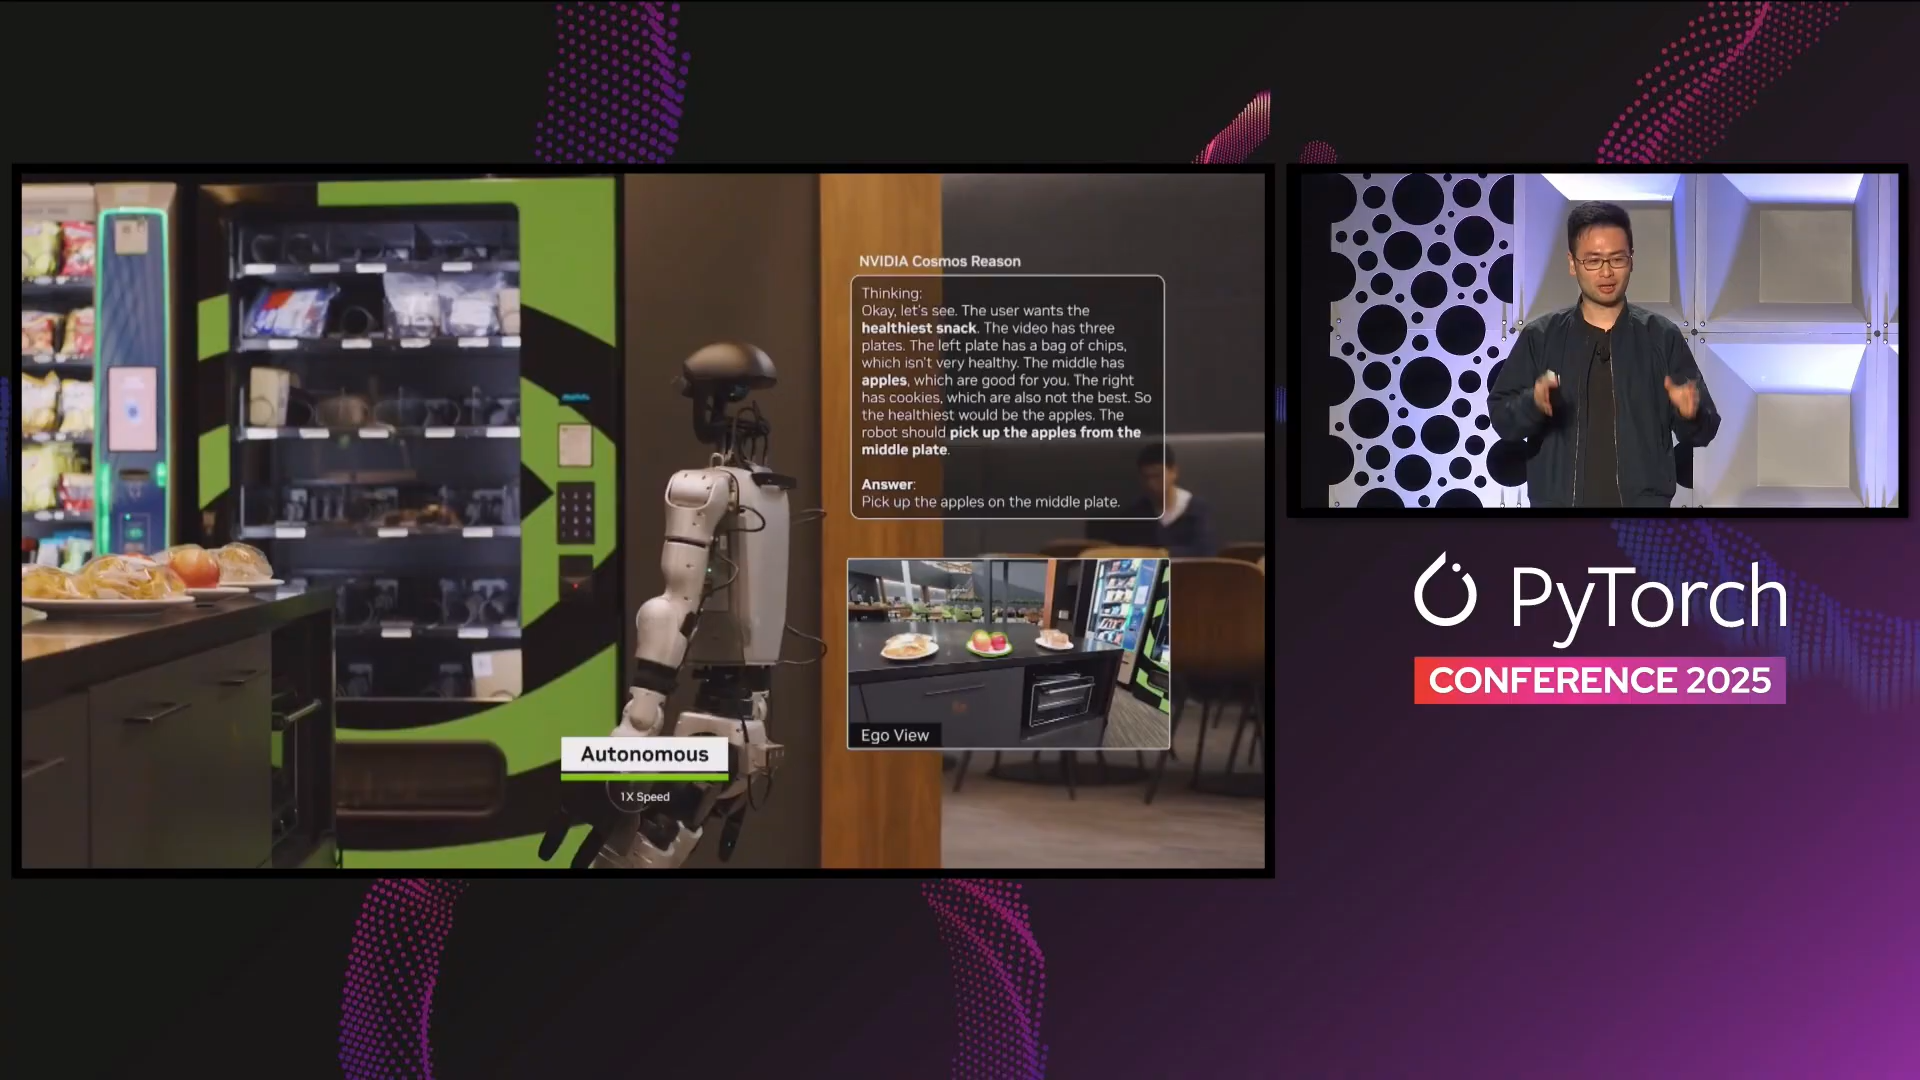 NVIDIA Cosmos Reason
Thinking:
Okay, let's see. The user wants the
healthiest snack. The video has three
plates. The left plate has a bag of chips,
which isn't very healthy. The middle has
apples, which are good for you. The right
has cookies, which are also not the best. So
the healthiest would be the apples. The
robot should pick up the apples from the
middle plate.
Answer:
Pick up the apples on the middle plate.
Ego View
Autonomous
1X Speed
PyTorch
CONFERENCE 2025